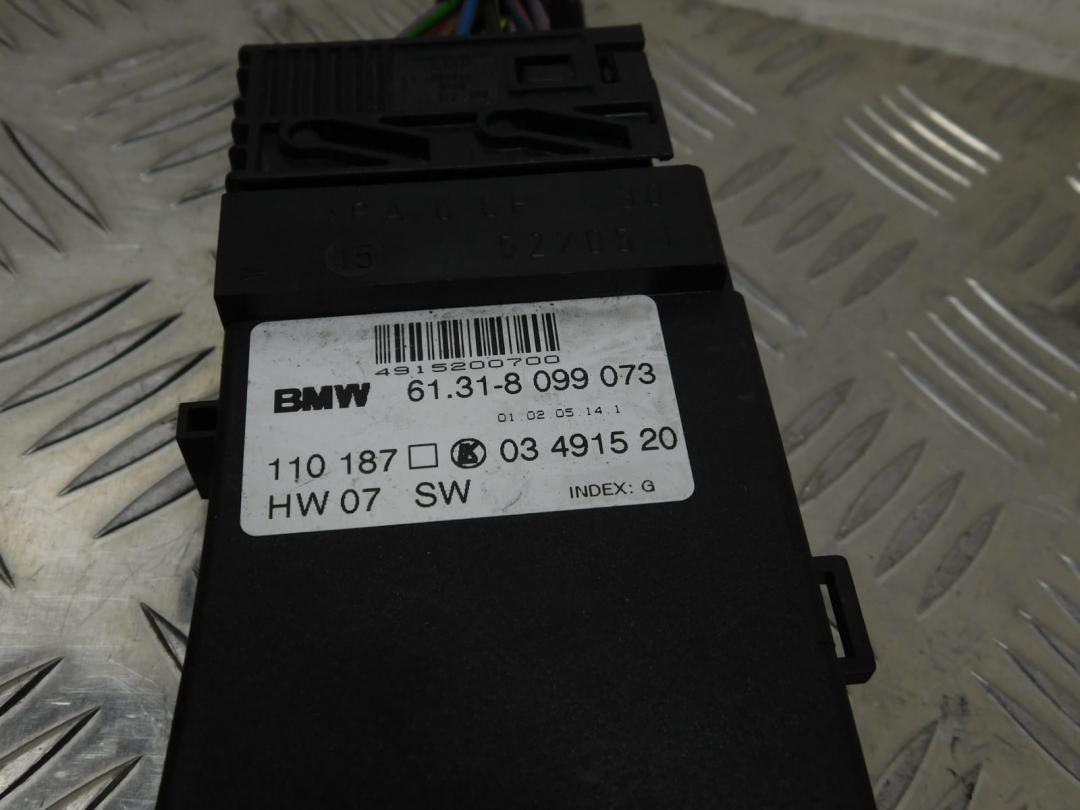 15
4915200700
BMW 61.31-8 099 073
01.02.05.14.1
110 187 □ K 03 4915 20
HW 07 SW INDEX: G